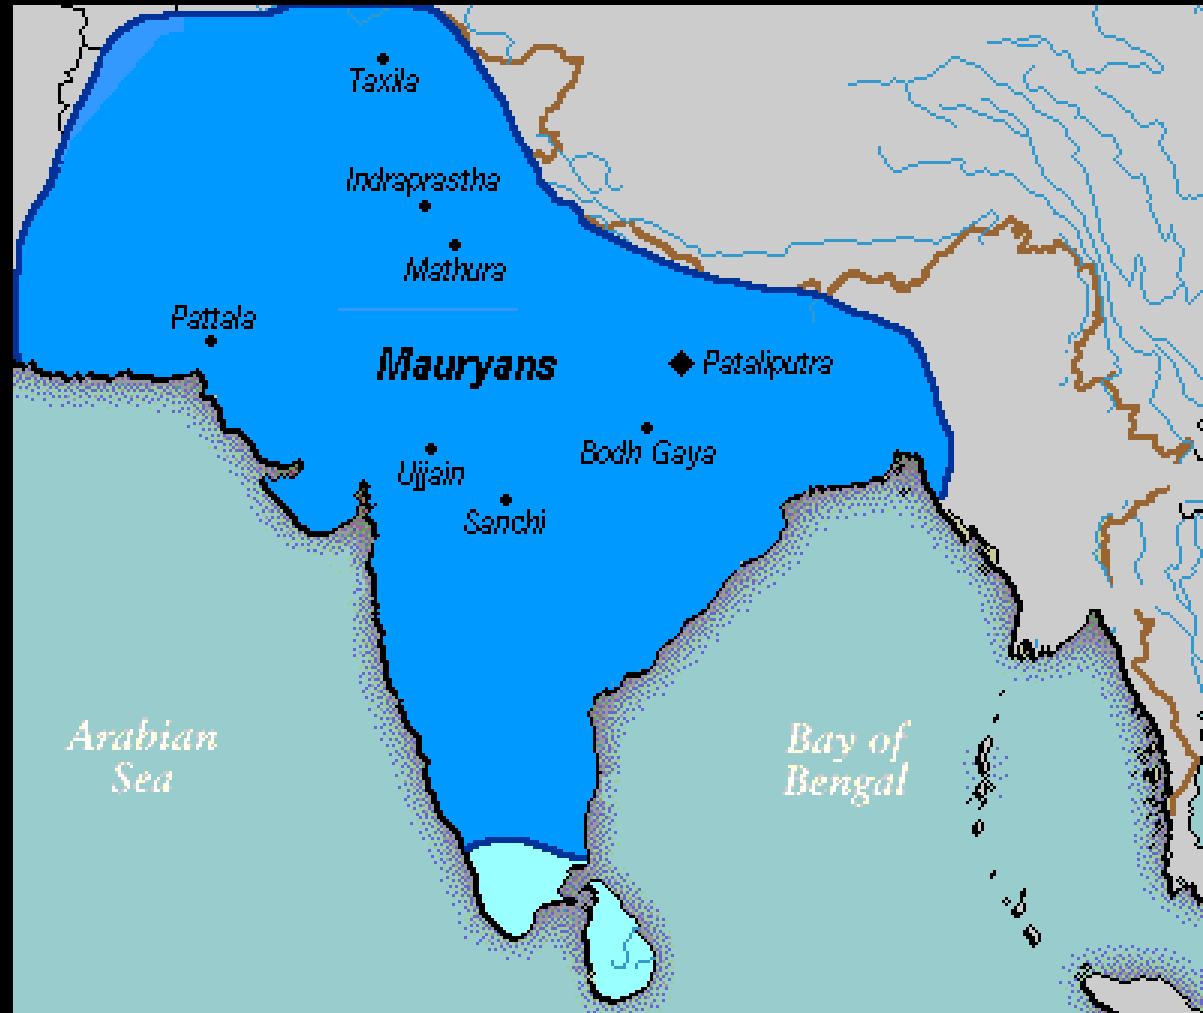 Taxila
Indraprastha
Mathura
Pattala
Mauryans
Pataliputra
Bodh Gaya
Ujjain
Sanchi
Arabian
Sea
Bay of
Bengal